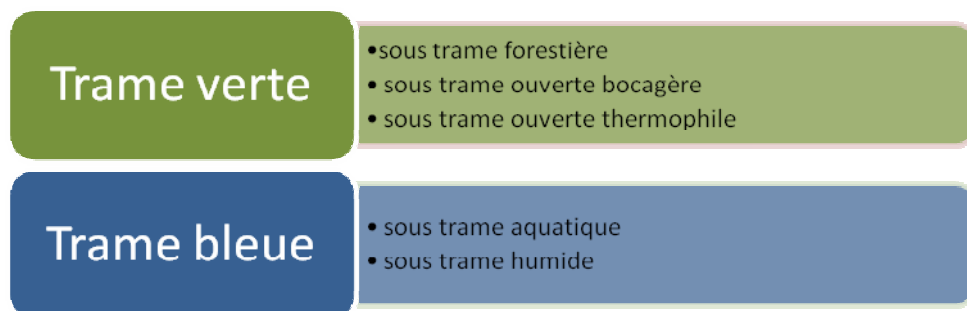 Trame verte
•sous trame forestière
• sous trame ouverte bocagère
• sous trame ouverte thermophile
Trame bleue
• sous trame aquatique
• sous trame humide